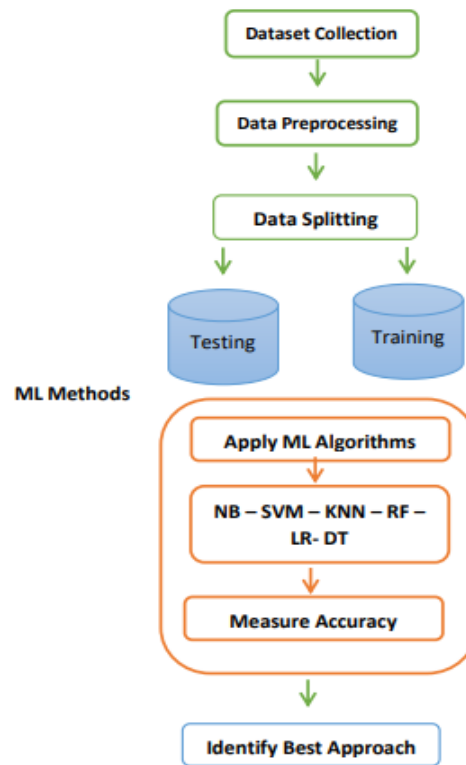 Dataset Collection
Data Preprocessing
Data Splitting
Testing
Training
ML Methods
Apply ML Algorithms
NB – SVM – KNN – RF –
LR- DT
Measure Accuracy
Identify Best Approach